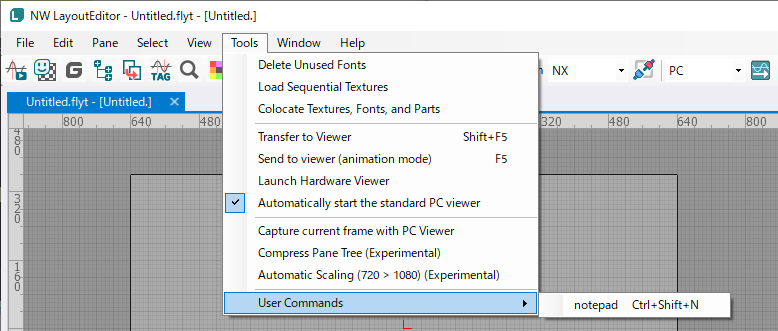 NW LayoutEditor - Untitled.flyt - [Untitled.]
File Edit Pane Select View Tools Window Help
TAG NX PC
Untitled.flyt - [Untitled.]
800 640 480 320 480 640 800
480
320
160
Delete Unused Fonts
Load Sequential Textures
Colocate Textures, Fonts, and Parts
Transfer to Viewer Shift+F5
Send to viewer (animation mode) F5
Launch Hardware Viewer
Automatically start the standard PC viewer
Capture current frame with PC Viewer
Compress Pane Tree (Experimental)
Automatic Scaling (720 > 1080) (Experimental)
User Commands
notepad Ctrl+Shift+N